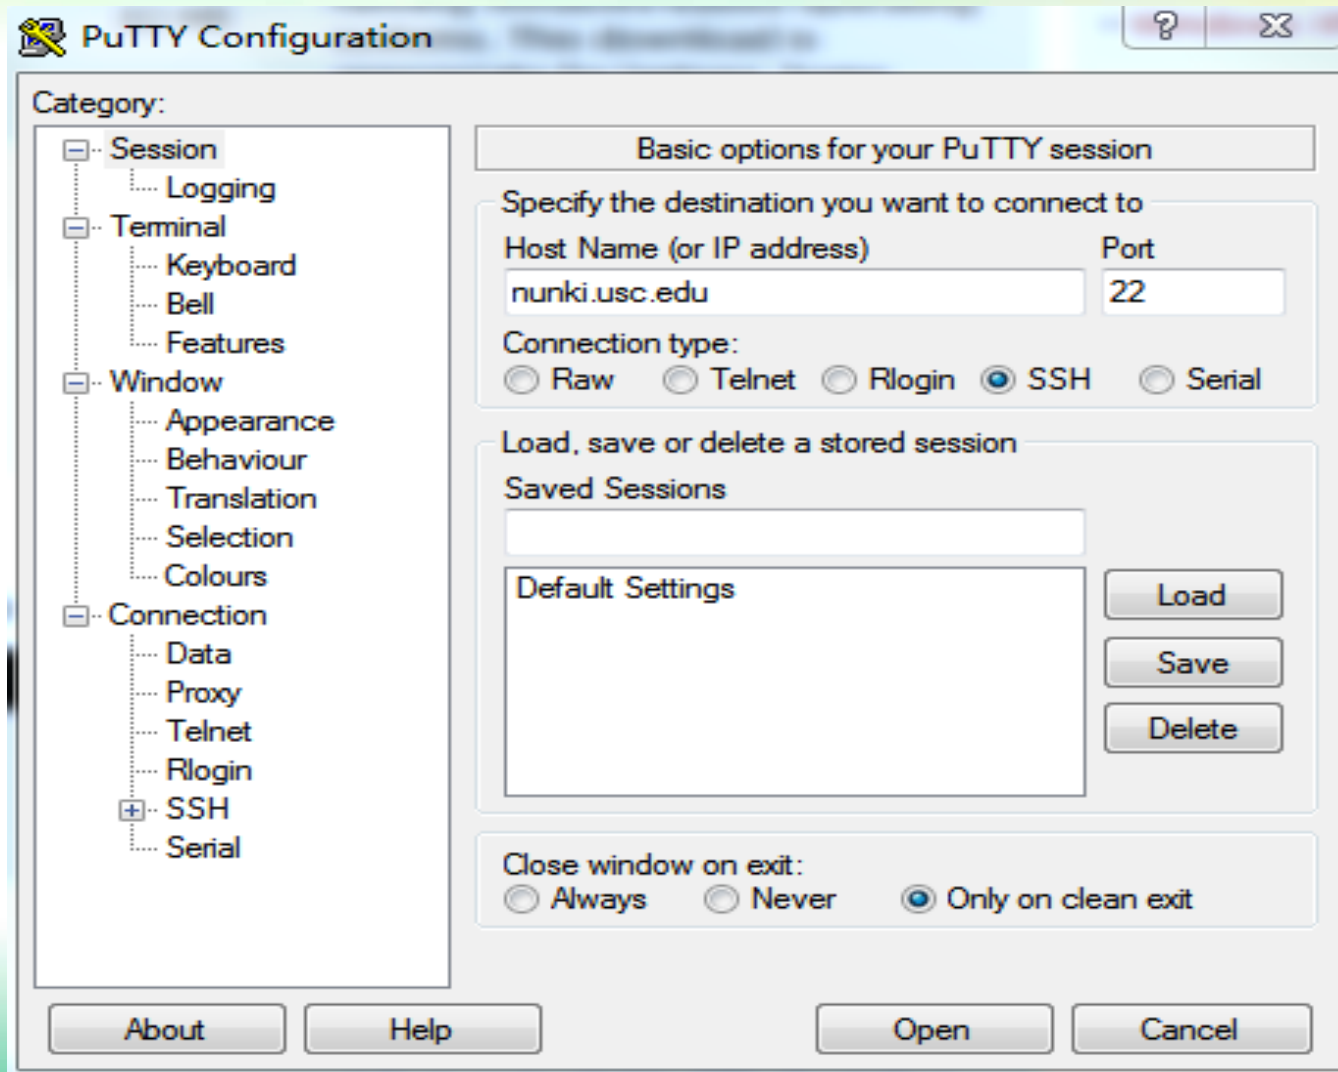 PuTTY Configuration
Category:
Session
Logging
Terminal
Keyboard
Bell
Features
Window
Appearance
Behaviour
Translation
Selection
Colours
Connection
Data
Proxy
Telnet
Rlogin
SSH
Serial
Basic options for your PuTTY session
Specify the destination you want to connect to
Host Name (or IP address) Port
nunki.usc.edu 22
Connection type:
Raw Telnet Rlogin SSH Serial
Load, save or delete a stored session
Saved Sessions
Default Settings
Load
Save
Delete
Close window on exit:
Always Never Only on clean exit
About Help Open Cancel